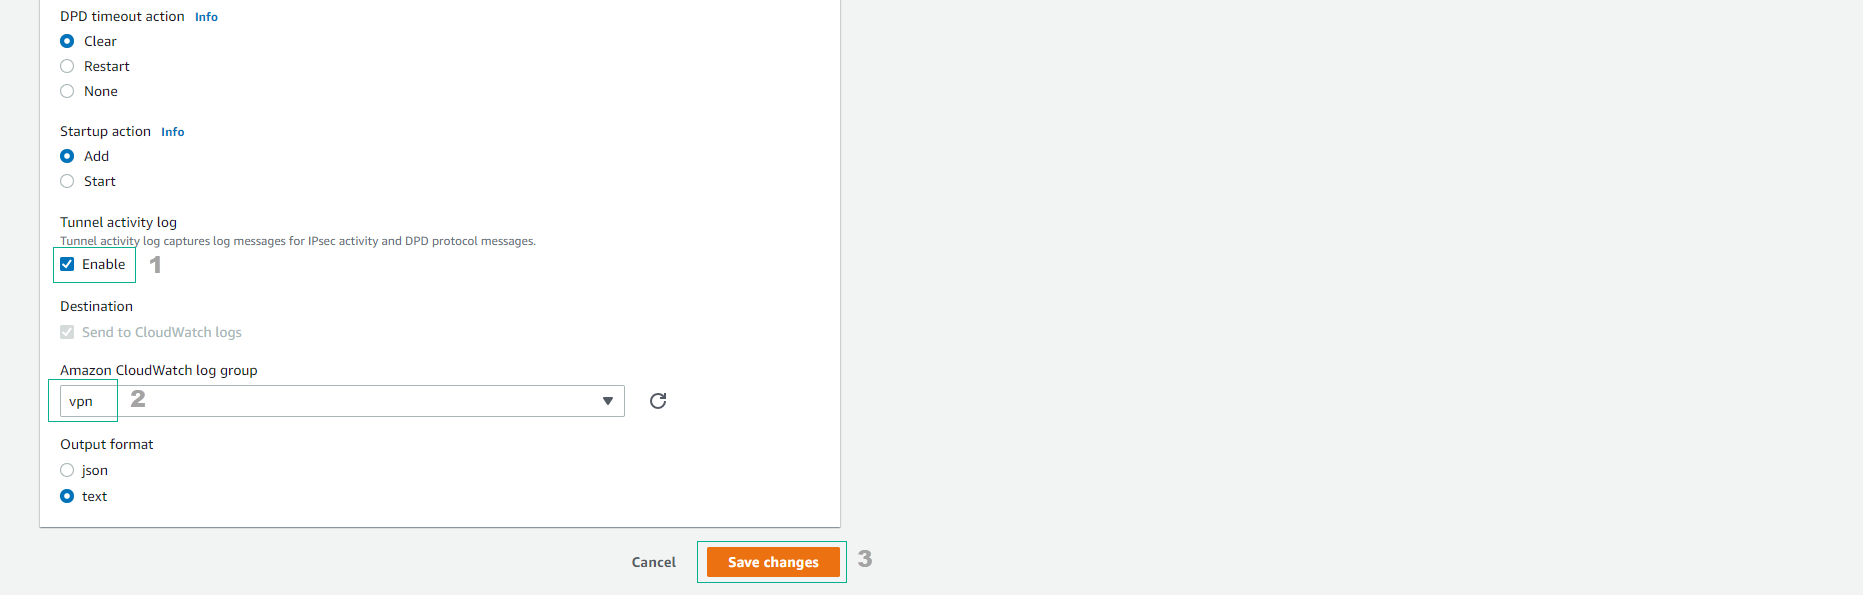 DPD timeout action Info
Clear
Restart
None
Startup action Info
Add
Start
Tunnel activity log
Tunnel activity log captures log messages for IPsec activity and DPD protocol messages.
Enable 1
Destination
Send to CloudWatch logs
Amazon CloudWatch log group
vpn 2
Output format
json
text
Cancel Save changes 3